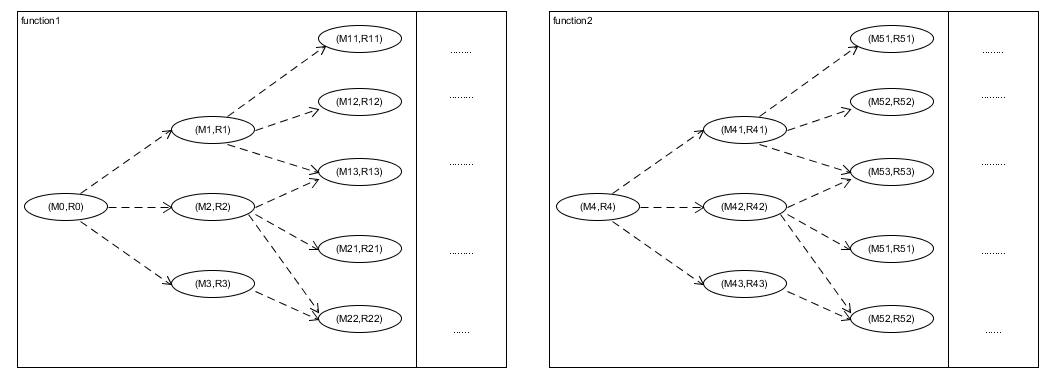 function1
(M11,R11)
........
(M12,R12)
.........
(M1,R1)
(M13,R13)
.........
(M0,R0)
(M2,R2)
(M21,R21)
.........
(M3,R3)
(M22,R22)
......
function2
(M51,R51)
........
(M52,R52)
.........
(M41,R41)
(M53,R53)
.........
(M4,R4)
(M42,R42)
(M51,R51)
.........
(M43,R43)
(M52,R52)
......